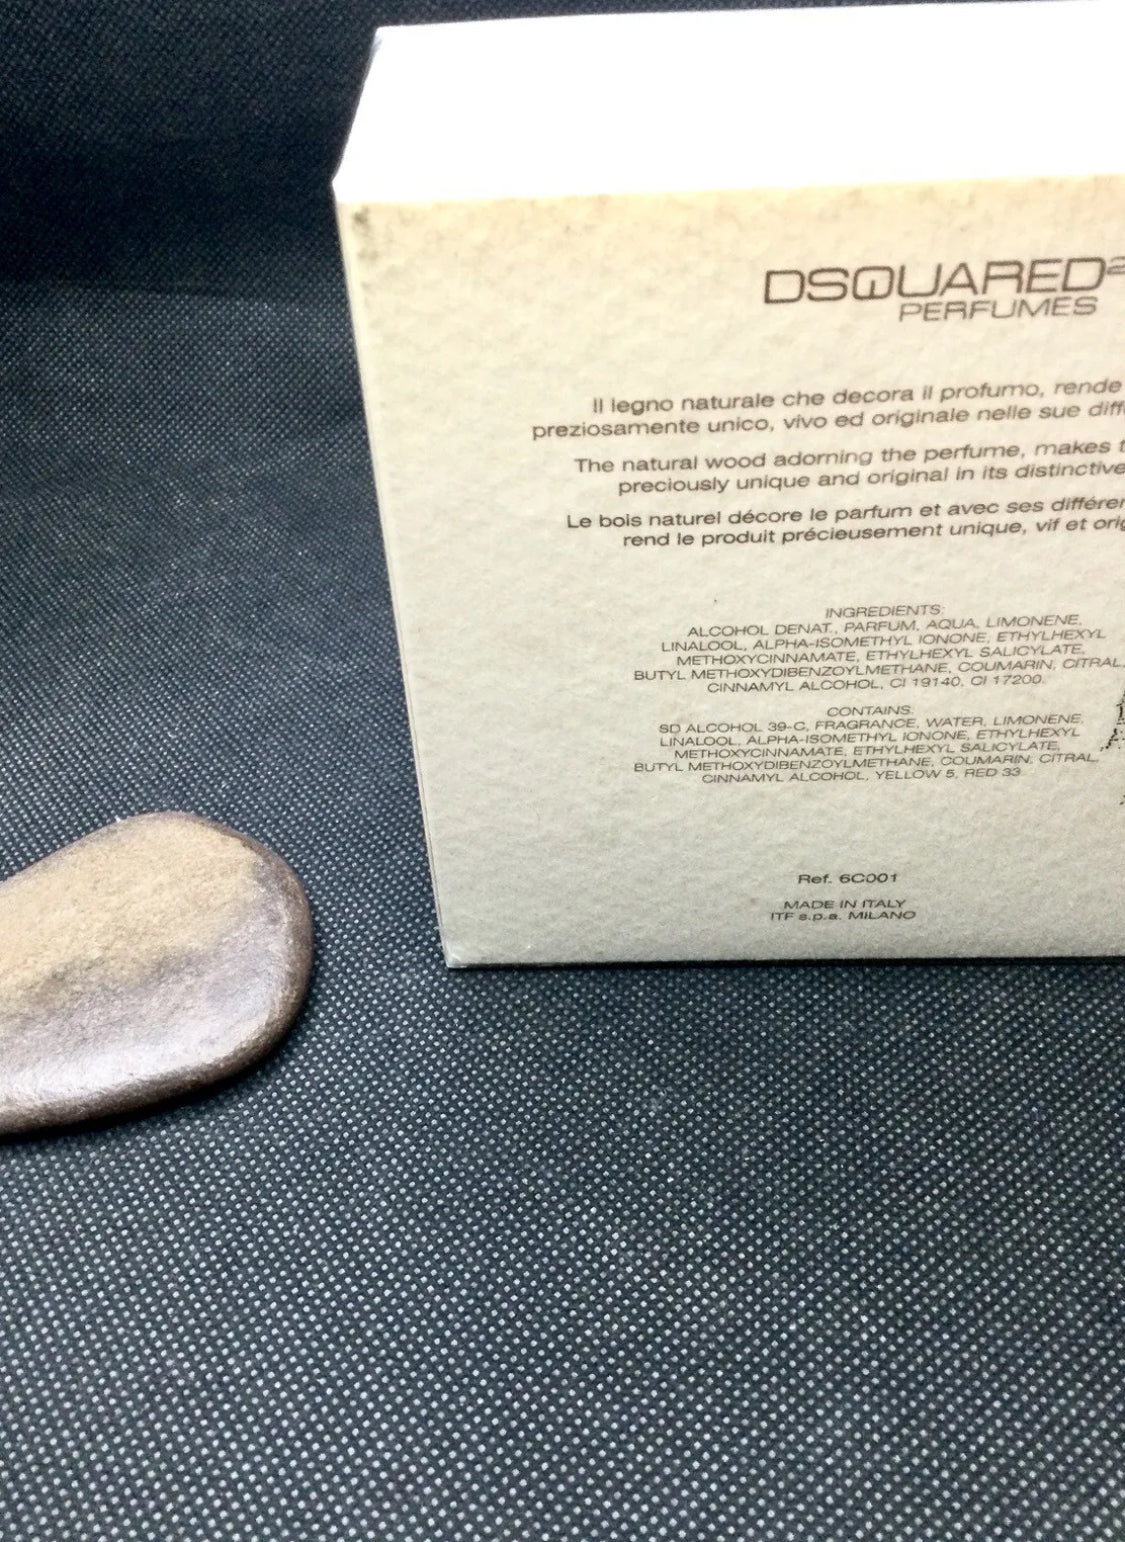 DSQUARED²
PERFUMES
Il legno naturale che decora il profumo, rende
preziosamente unico, vivo ed originale nelle sue
The natural wood adorning the perfume, makes
preciously unique and original in its distinctive
Le bois naturel décore le parfum et avec ses
rend le produit précieusement unique, vif et
INGREDIENTS:
ALCOHOL DENAT., PARFUM, AQUA, LIMONENE,
LINALOOL, ALPHA-ISOMETHYL IONONE, ETHYLHEXYL
METHOXYCINNAMATE, ETHYLHEXYL SALICYLATE,
BUTYL METHOXYDIBENZOYLMETHANE, COUMARIN, CITRAL,
CINNAMYL ALCOHOL, CI 19140, CI 17200.
CONTAINS:
SD ALCOHOL 39-C, FRAGRANCE, WATER, LIMONENE,
LINALOOL, ALPHA-ISOMETHYL IONONE, ETHYLHEXYL
METHOXYCINNAMATE, ETHYLHEXYL SALICYLATE,
BUTYL METHOXYDIBENZOYLMETHANE, COUMARIN, CITRAL,
CINNAMYL ALCOHOL, YELLOW 5, RED 33
Ref. 6C001
MADE IN ITALY
ITF s.p.a. MILANO